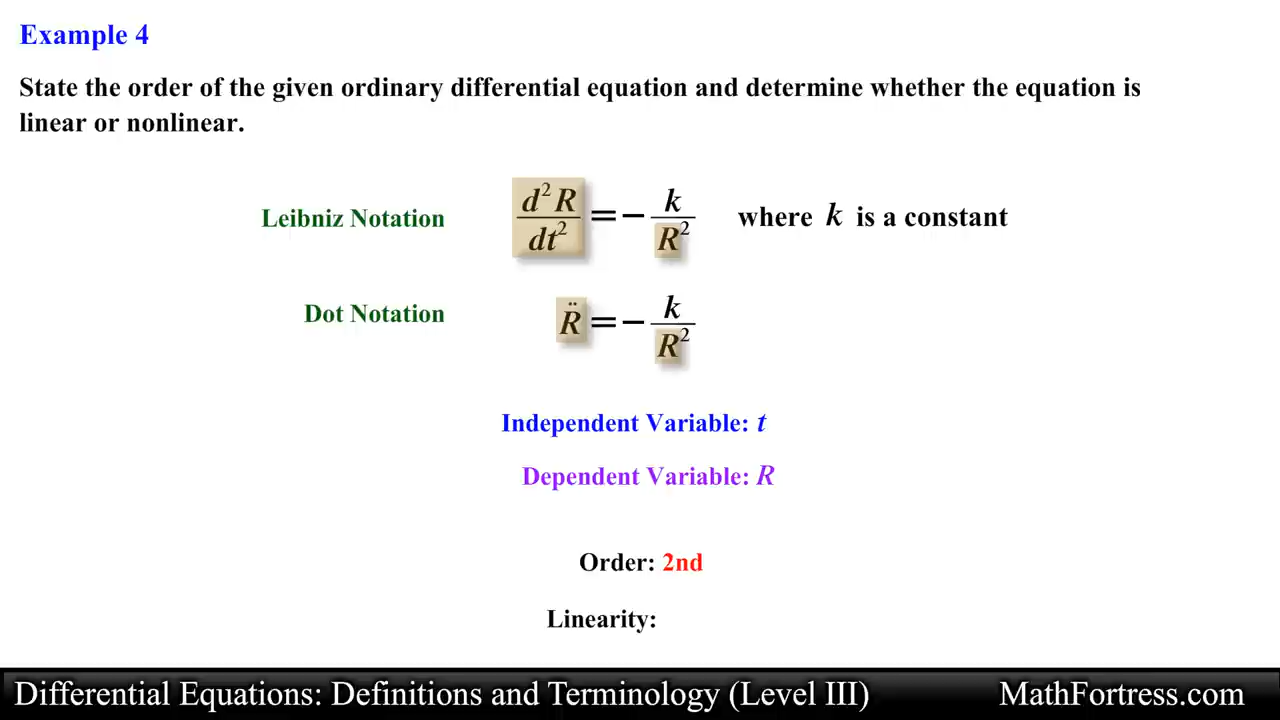 Example 4
State the order of the given ordinary differential equation and determine whether the equation is
linear or nonlinear.
Leibniz Notation d²R/dt² = − k/R² where k is a constant
Dot Notation R̈ = − k/R²
Independent Variable: t
Dependent Variable: R
Order: 2nd
Linearity:
Differential Equations: Definitions and Terminology (Level III) MathFortress.com